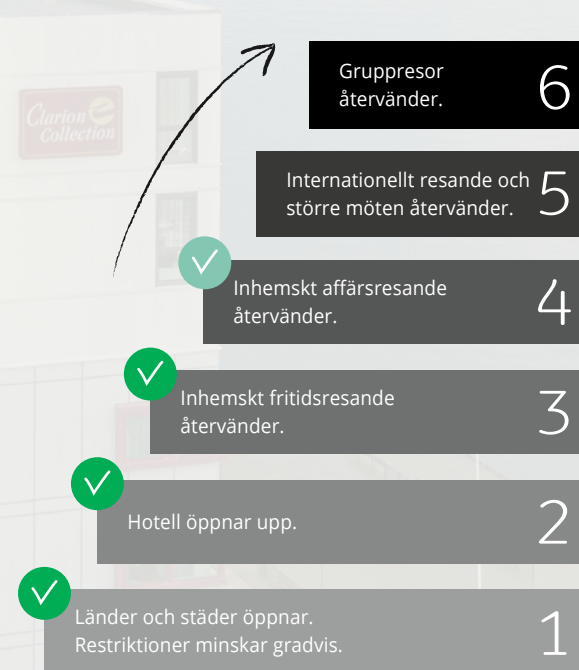 Gruppresor
återvänder.
6
Internationellt resande och
större möten återvänder.
5
Clarion
Collection
Inhemskt affärsresande
återvänder.
4
Inhemskt fritidsresande
återvänder.
3
Hotell öppnar upp.
2
Länder och städer öppnar.
Restriktioner minskar gradvis.
1